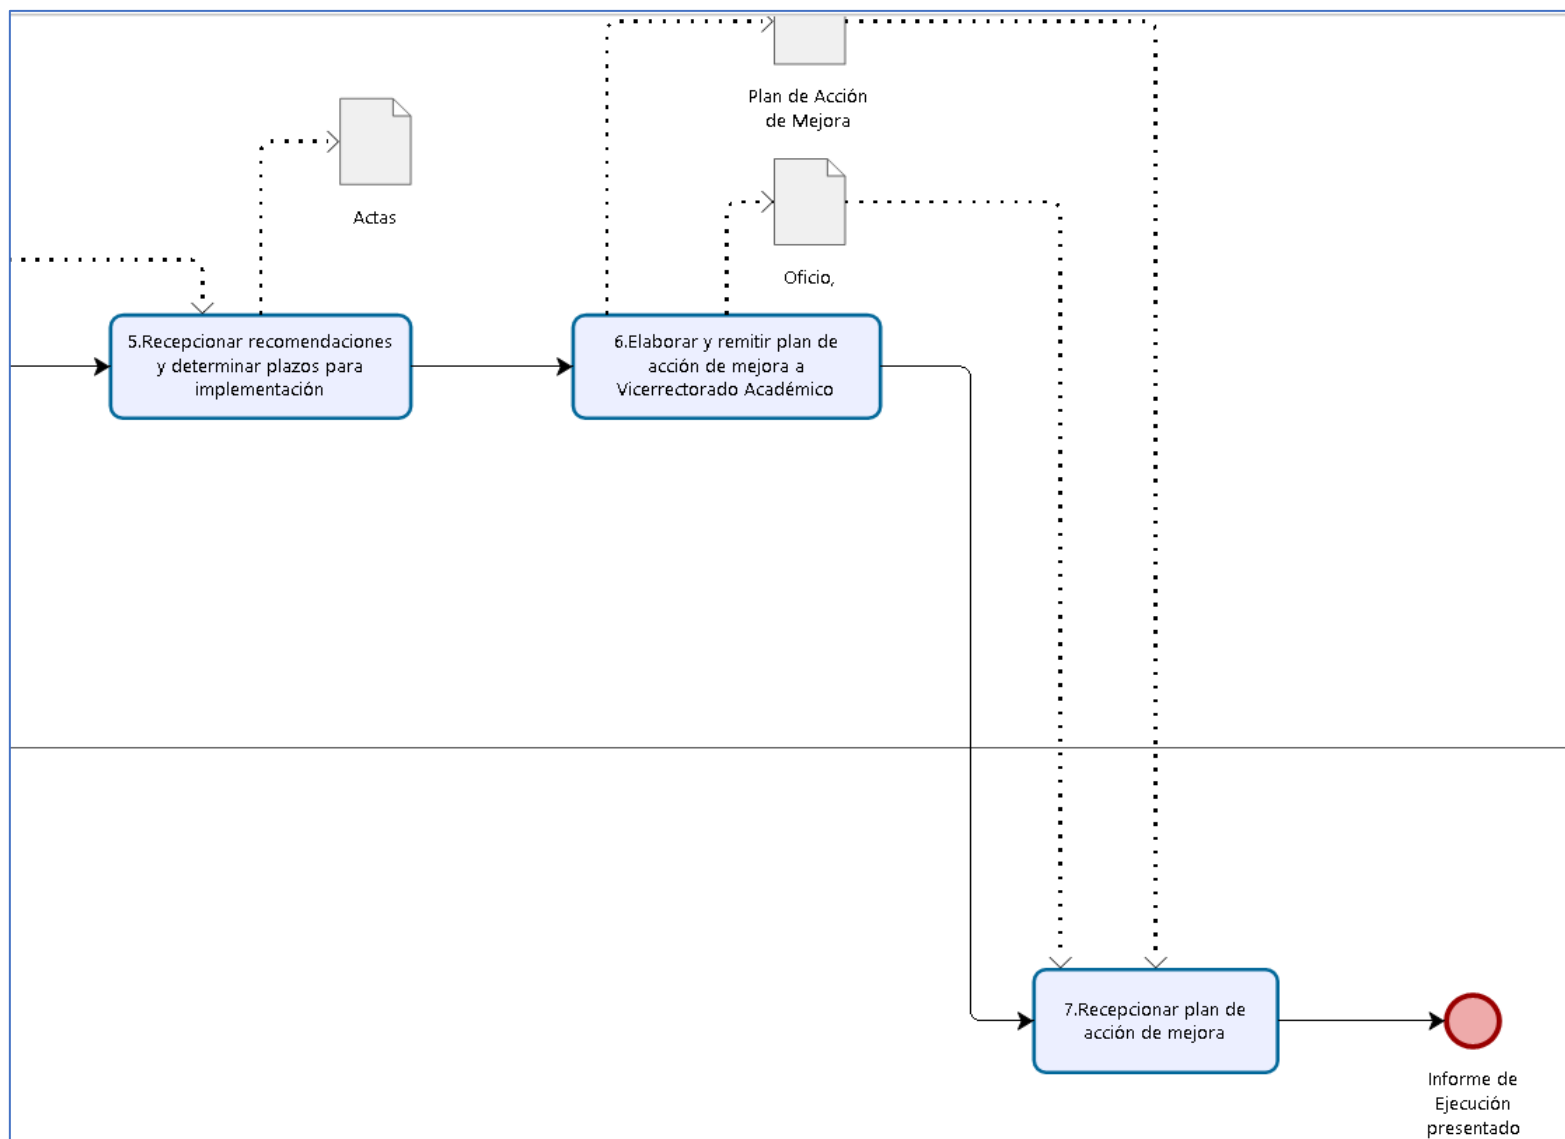 Plan de Acción
de Mejora
Actas
Oficio,
5.Recepcionar recomendaciones
y determinar plazos para
implementación
6.Elaborar y remitir plan de
acción de mejora a
Vicerrectorado Académico
7.Recepcionar plan de
acción de mejora
Informe de
Ejecución
presentado